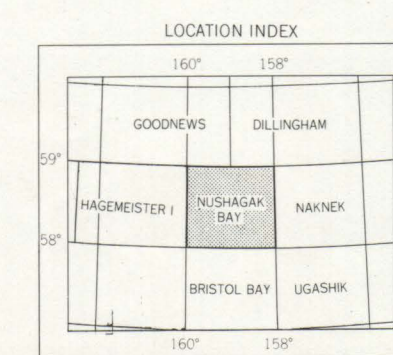 LOCATION INDEX
160° 158°
GOODNEWS DILLINGHAM
59°
HAGEMEISTER I NUSHAGAK BAY NAKNEK
58°
BRISTOL BAY UGASHIK
160° 158°